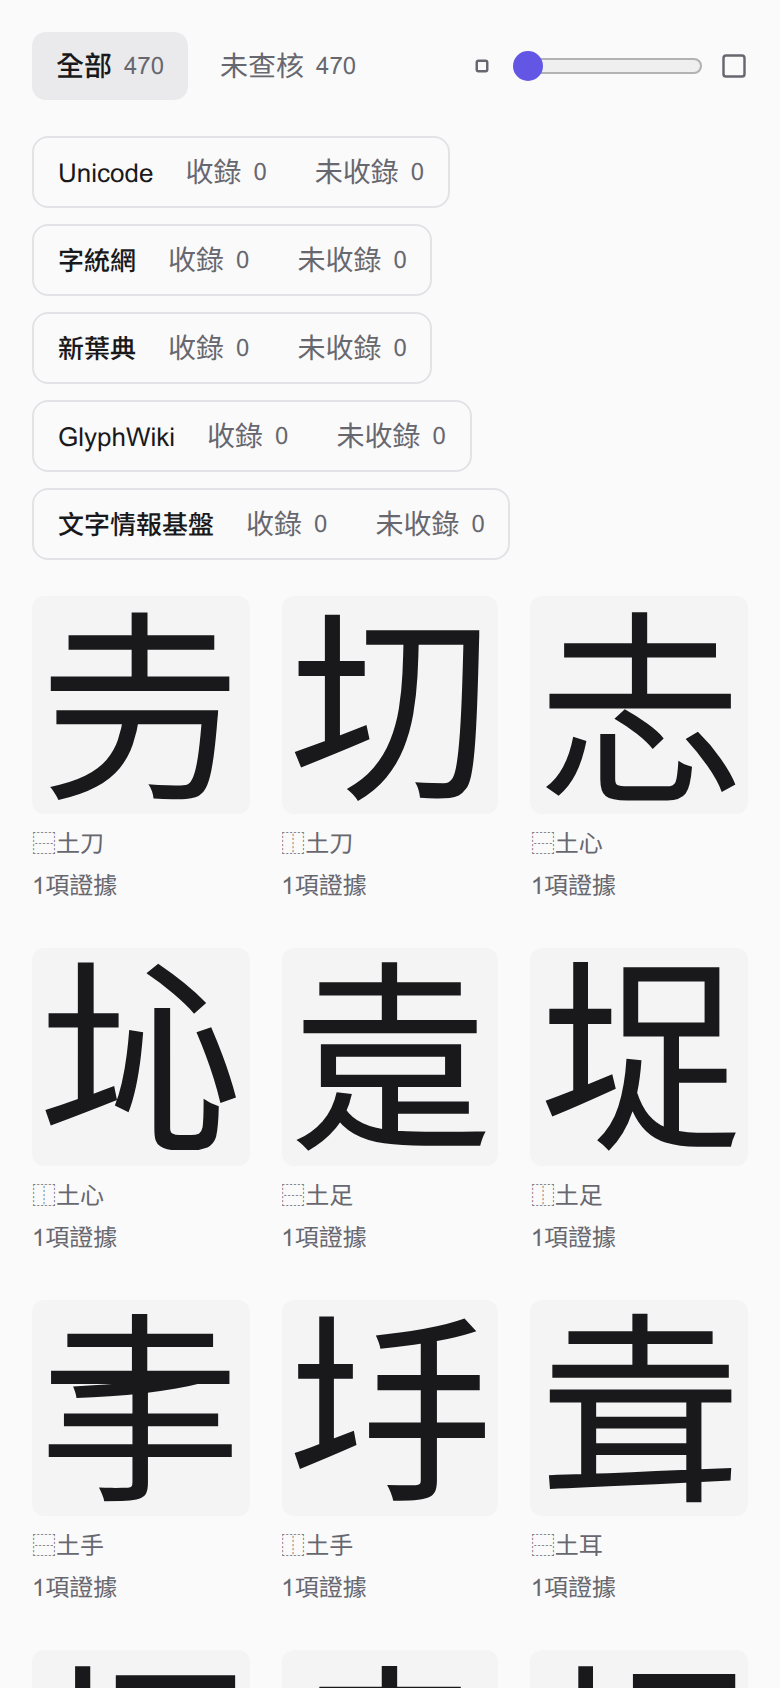 全部 470 未查核 470
Unicode 收錄 0 未收錄 0
字統網 收錄 0 未收錄 0
新葉典 收錄 0 未收錄 0
GlyphWiki 收錄 0 未收錄 0
文字情報基盤 收錄 0 未收錄 0
⿱土刀 ⿰土刀 ⿱土心
1項證據 1項證據 1項證據
⿰土心 ⿱土足 ⿰土足
1項證據 1項證據 1項證據
⿱土手 ⿰土手 ⿱土耳
1項證據 1項證據 1項證據